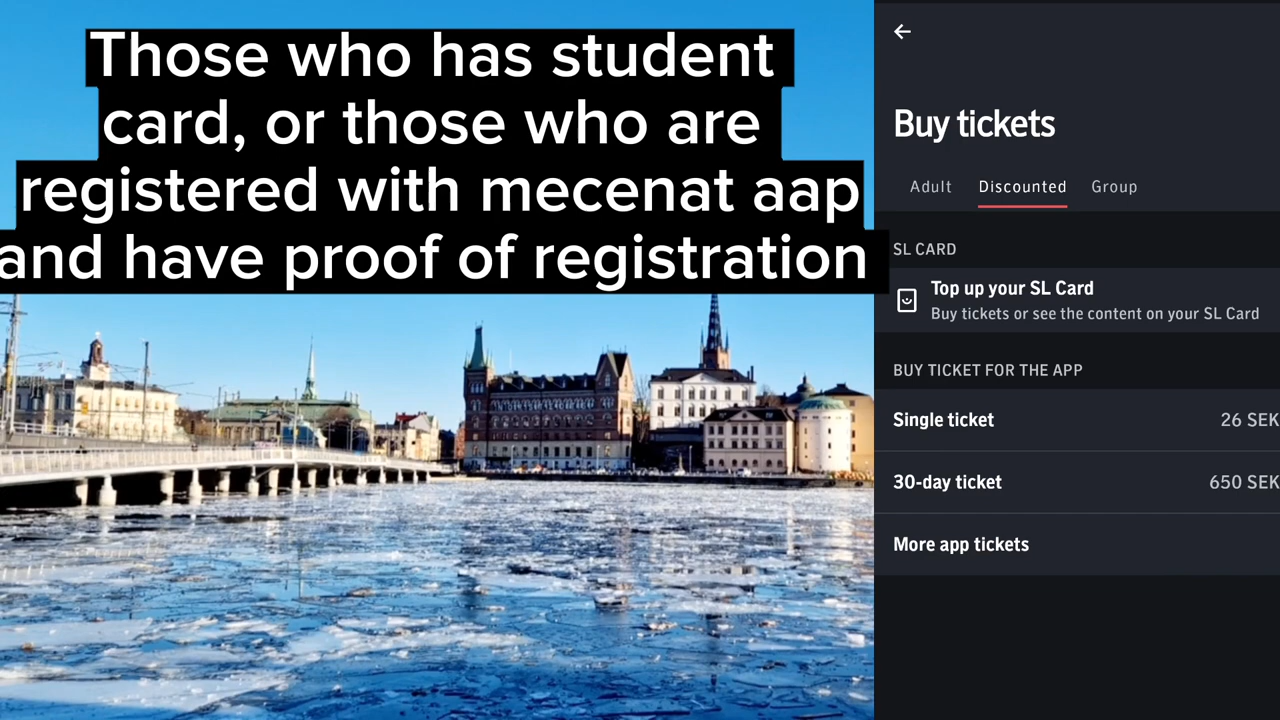 Those who has student
card, or those who are
registered with mecenat aap
and have proof of registration
Buy tickets
Adult Discounted Group
SL CARD
Top up your SL Card
Buy tickets or see the content on your SL Card
BUY TICKET FOR THE APP
Single ticket 26 SEK
30-day ticket 650 SEK
More app tickets